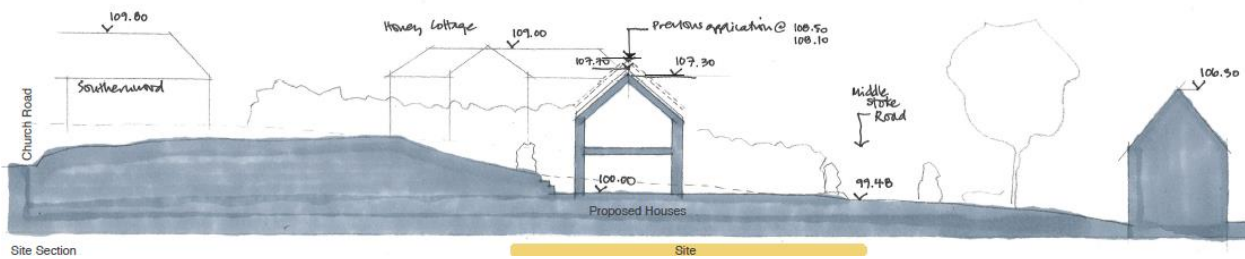 109.80
Honey Cottage
109.00
Previous application @ 108.50
108.10
107.70
107.30
106.50
Southernwood
Church Road
Middle
Stoke
Road
100.00
99.48
Proposed Houses
Site Section
Site